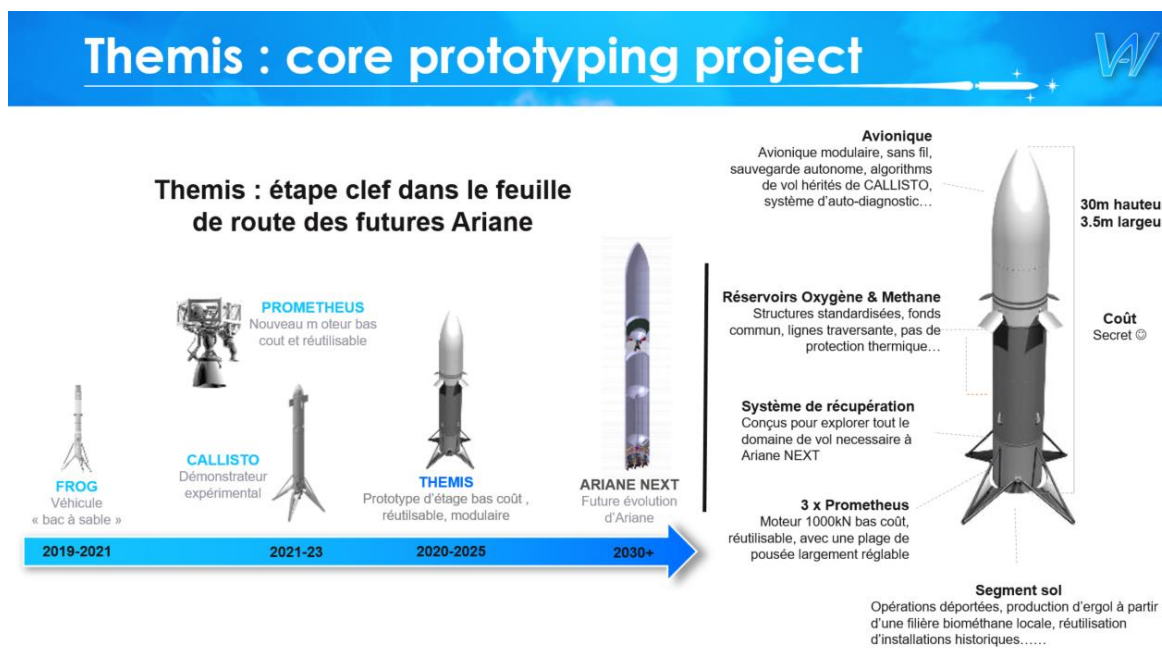 Themis : core prototyping project
Themis : étape clef dans le feuille
de route des futures Ariane
PROMETHEUS
Nouveau m oteur bas
cout et réutilisable
FROG
Véhicule
« bac à sable »
CALLISTO
Démonstrateur
expérimental
THEMIS
Prototype d'étage bas coût ,
réutilsable, modulaire
ARIANE NEXT
Future évolution
d'Ariane
2019-2021
2021-23
2020-2025
2030+
Avionique
Avionique modulaire, sans fil,
sauvegarde autonome, algorithms
de vol hérités de CALLISTO,
système d'auto-diagnostic…
30m hauteu
3.5m largeu
Réservoirs Oxygène & Methane
Structures standardisées, fonds
commun, lignes traversante, pas de
protection thermique…
Coût
Secret ☺
Système de récupération
Conçus pour explorer tout le
domaine de vol necessaire à
Ariane NEXT
3 x Prometheus
Moteur 1000kN bas coût,
réutilisable, avec une plage de
pousée largement réglable
Segment sol
Opérations déportées, production d'ergol à partir
d'une filière biométhane locale, réutilisation
d'installations historiques……